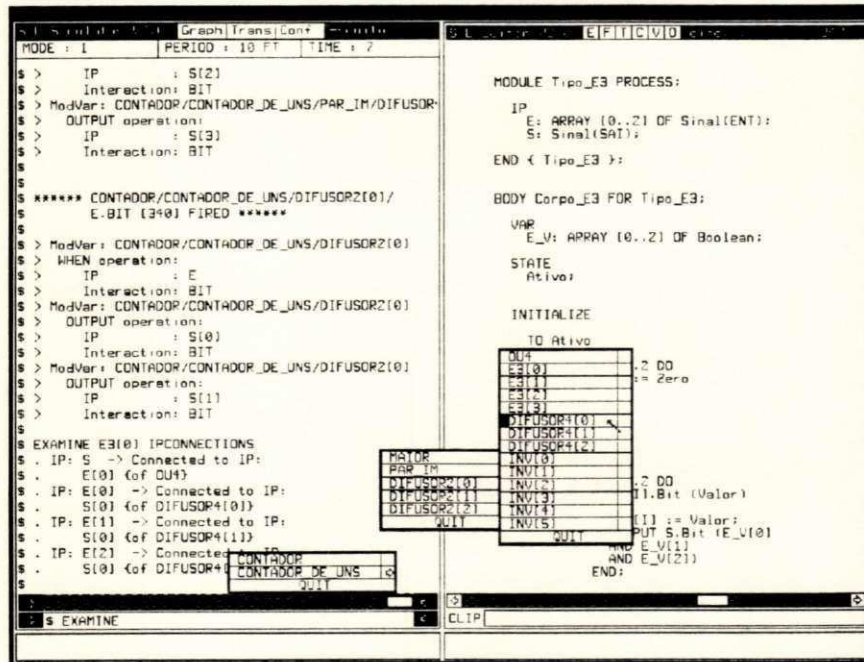 Graph Trans Conf
MODE : I PERIOD : 10 FT TIME : 7
$ > IP : S[2]
$ > Interaction: BIT
$ > ModVar: CONTADOR/CONTADOR_DE_UNS/PAR_IM/DIFUSOR
$ > OUTPUT operation:
$ > IP : S[3]
$ > Interaction: BIT
$
$
$ ****** CONTADOR/CONTADOR_DE_UNS/DIFUSOR2[0]/
$ E.BIT [340] FIRED ******
$
$ > ModVar: CONTADOR/CONTADOR_DE_UNS/DIFUSOR2[0]
$ > WHEN operation:
$ > IP : E
$ > Interaction: BIT
$ > ModVar: CONTADOR/CONTADOR_DE_UNS/DIFUSOR2[0]
$ > OUTPUT operation:
$ > IP : S[0]
$ > Interaction: BIT
$ > ModVar: CONTADOR/CONTADOR_DE_UNS/DIFUSOR2[0]
$ > OUTPUT operation:
$ > IP : S[1]
$ > Interaction: BIT
$
$ EXAMINE E3[0] IPCONNECTIONS
$ . IP: S -> Connected to IP:
$ . E[0] {of OU4}
$ . IP: E[0] -> Connected to IP:
$ . S[0] {of DIFUSOR4[0]}
$ . IP: E[1] -> Connected to IP:
$ . S[0] {of DIFUSOR4[1]}
$ . IP: E[2] -> Connected to IP:
$ . S[0] {of DIFUSOR4[
$
CONTADOR
CONTADOR_DE_UNS
QUIT
$ EXAMINE
MAIOR
PAR_IM
DIFUSOR2[0]
DIFUSOR2[1]
DIFUSOR2[2]
QUIT
OU4
E3[0]
E3[1]
E3[2]
E3[3]
DIFUSOR4[0]
DIFUSOR4[1]
DIFUSOR4[2]
INV[0]
INV[1]
INV[2]
INV[3]
INV[4]
INV[5]
QUIT
E F T C V D
MODULE Tipo_E3 PROCESS;
IP
E: ARRAY [0..2] OF Sinal(ENT);
S: Sinal(SAI);
END { Tipo_E3 };
BODY Corpo_E3 FOR Tipo_E3;
VAR
E_V: ARRAY [0..2] OF Boolean;
STATE
Ativo;
INITIALIZE
TO Ativo
.2 DO
:= Zero
.2 DO
I].Bit (Valor)
[I] := Valor;
PUT S.Bit (E_V[0]
AND E_V[1]
AND E_V[2])
END;
CLIP